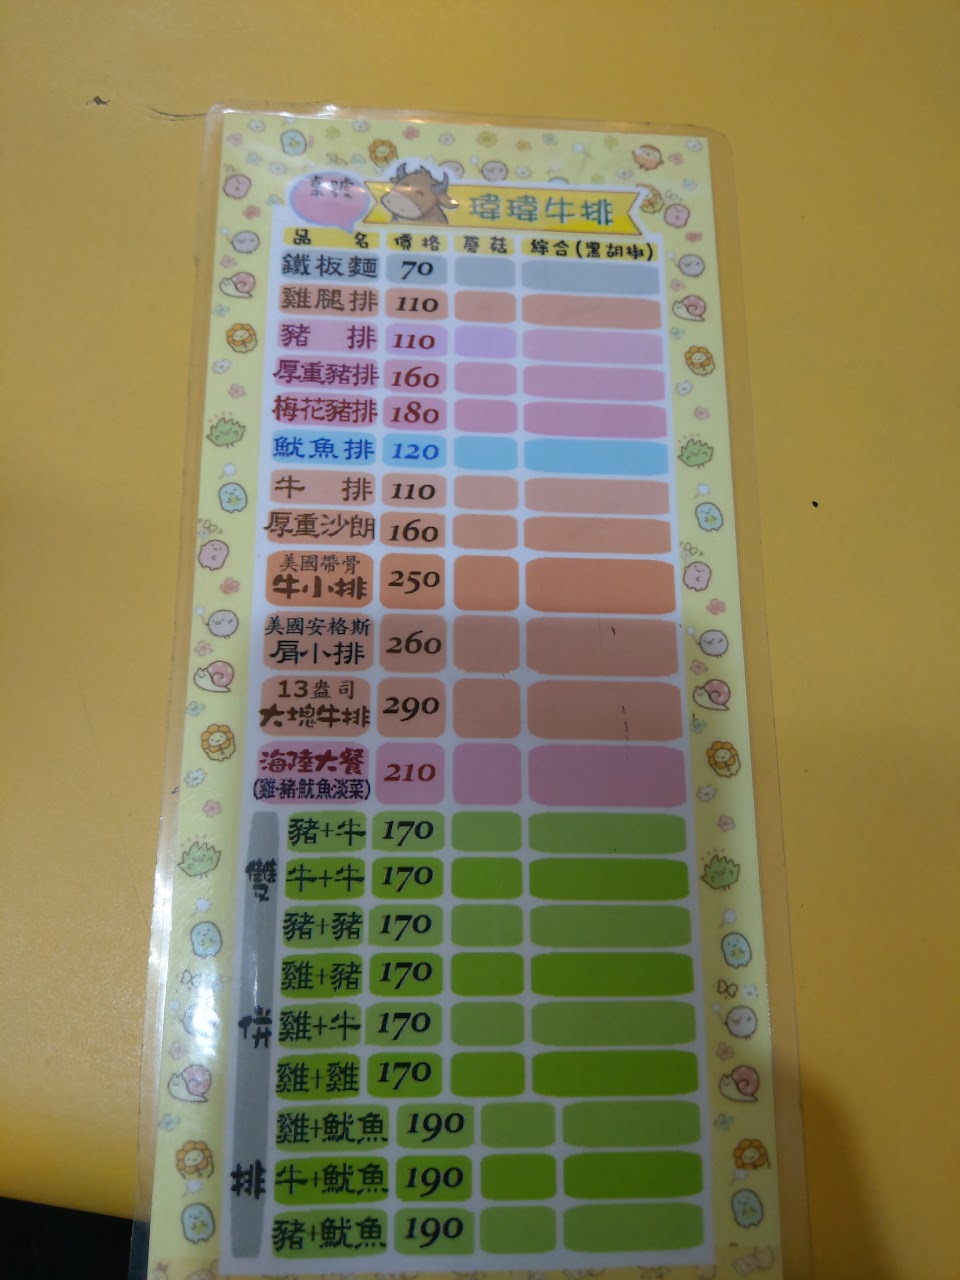 桌號
瑋瑋牛排
品名 價格 蘑菇 綜合(黑胡椒)
鐵板麵 70
雞腿排 110
豬排 110
厚重豬排 160
梅花豬排 180
魷魚排 120
牛排 110
厚重沙朗 160
美國帶骨
牛小排 250
美國安格斯
肩小排 260
13盎司
大塊牛排 290
海陸大餐 210
(雞·豬·魷魚·淡菜)
雙併排
豬+牛 170
牛+牛 170
豬+豬 170
雞+豬 170
雞+牛 170
雞+雞 170
雞+魷魚 190
牛+魷魚 190
豬+魷魚 190